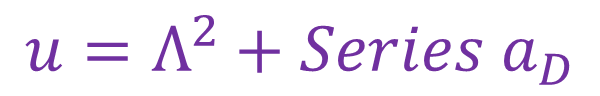 u = Λ² + Series a_D